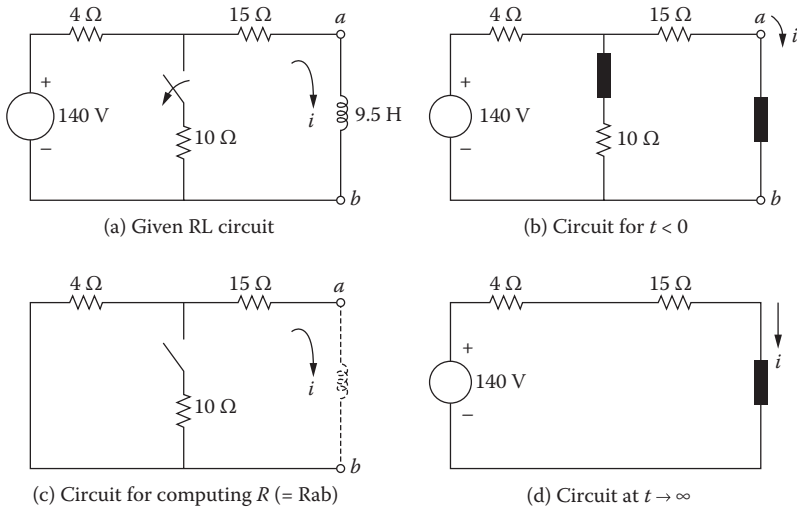 4 Ω 15 Ω a
+
140 V
−
10 Ω
i
9.5 H
b
(a) Given RL circuit
4 Ω 15 Ω a
i
+
140 V
−
10 Ω
b
(b) Circuit for t < 0
4 Ω 15 Ω a
i
10 Ω
b
(c) Circuit for computing R (= Rab)
4 Ω 15 Ω
+
140 V
−
i
(d) Circuit at t → ∞